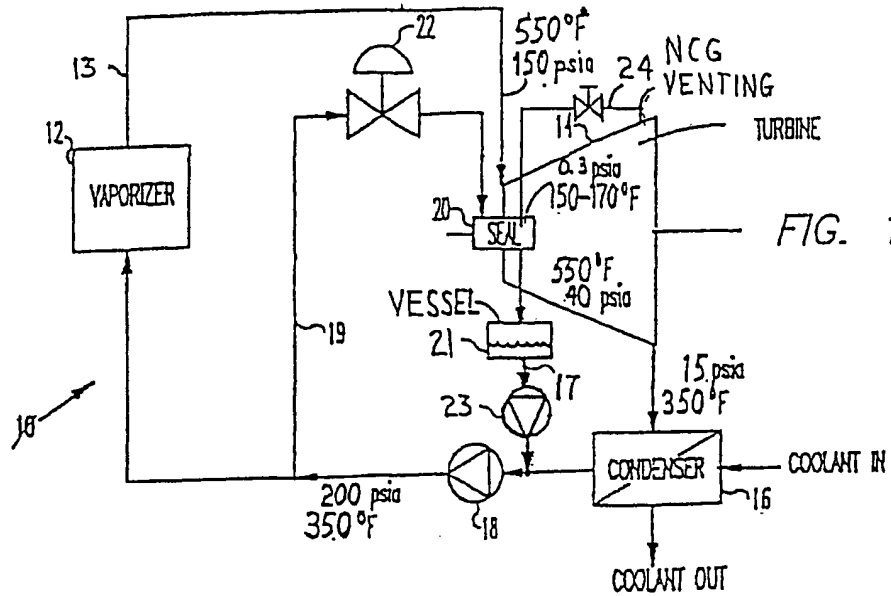 22
13
550°F
150 psia
NCG
24 VENTING
12
14
TURBINE
VAPORIZER
0.3 psia
150-170°F
20
SEAL
FIG.
550°F
40 psia
VESSEL
19
21
17
15 psia
350°F
10
23
CONDENSER
COOLANT IN
200 psia
350°F
18
16
COOLANT OUT